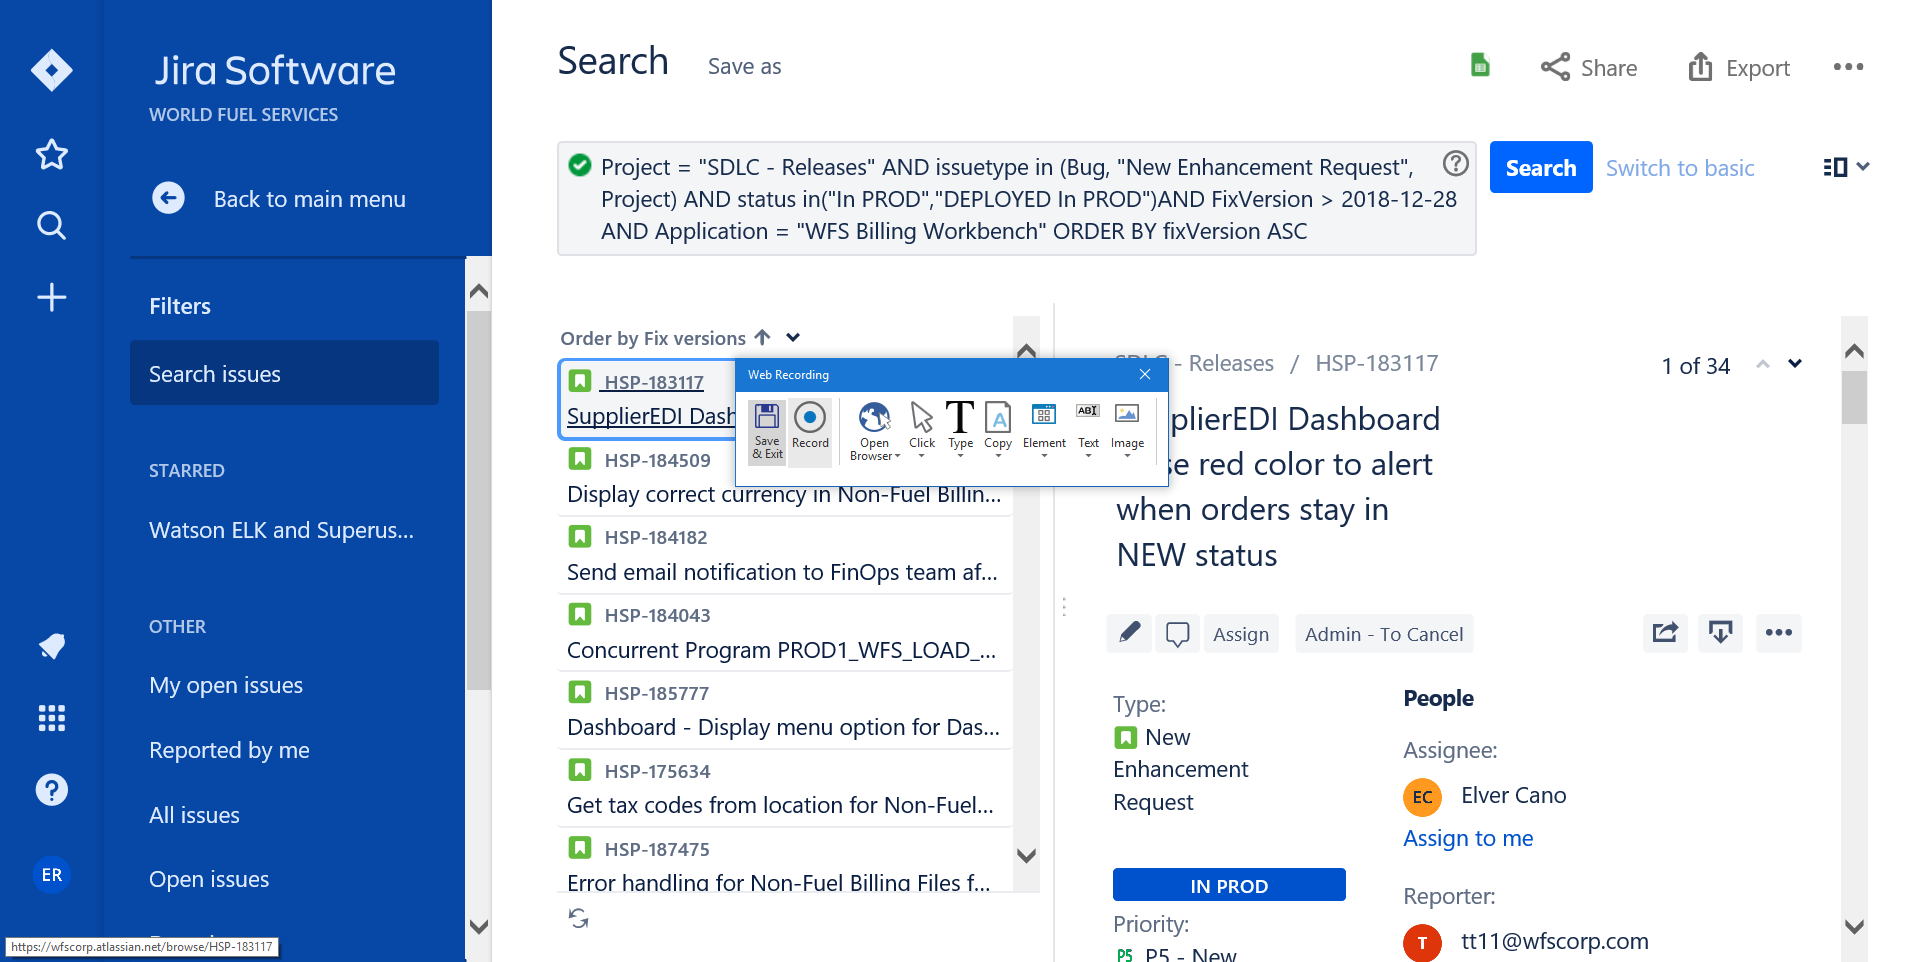 Jira Software
WORLD FUEL SERVICES
Back to main menu
Filters
Search issues
STARRED
Watson ELK and Superus...
OTHER
My open issues
Reported by me
All issues
Open issues
ER
https://wfscorp.atlassian.net/browse/HSP-183117
Search
Save as
Share
Export
Project = "SDLC - Releases" AND issuetype in (Bug, "New Enhancement Request",
Project) AND status in("In PROD","DEPLOYED In PROD")AND FixVersion > 2018-12-28
AND Application = "WFS Billing Workbench" ORDER BY fixVersion ASC
Search
Switch to basic
Order by Fix versions
HSP-183117
SupplierEDI Dash
HSP-184509
Display correct currency in Non-Fuel Billin...
HSP-184182
Send email notification to FinOps team af...
HSP-184043
Concurrent Program PROD1_WFS_LOAD_...
HSP-185777
Dashboard - Display menu option for Das...
HSP-175634
Get tax codes from location for Non-Fuel...
HSP-187475
Error handling for Non-Fuel Billing Files f...
Web Recording
Save
& Exit
Record
Open
Browser
Click
T
Type
A
Copy
Element
AB
Text
Image
SDLC - Releases / HSP-183117
1 of 34
plierEDI Dashboard
se red color to alert
when orders stay in
NEW status
Assign
Admin - To Cancel
Type:
New
Enhancement
Request
IN PROD
Priority:
P5 P5 - New
People
Assignee:
EC Elver Cano
Assign to me
Reporter:
T tt11@wfscorp.com